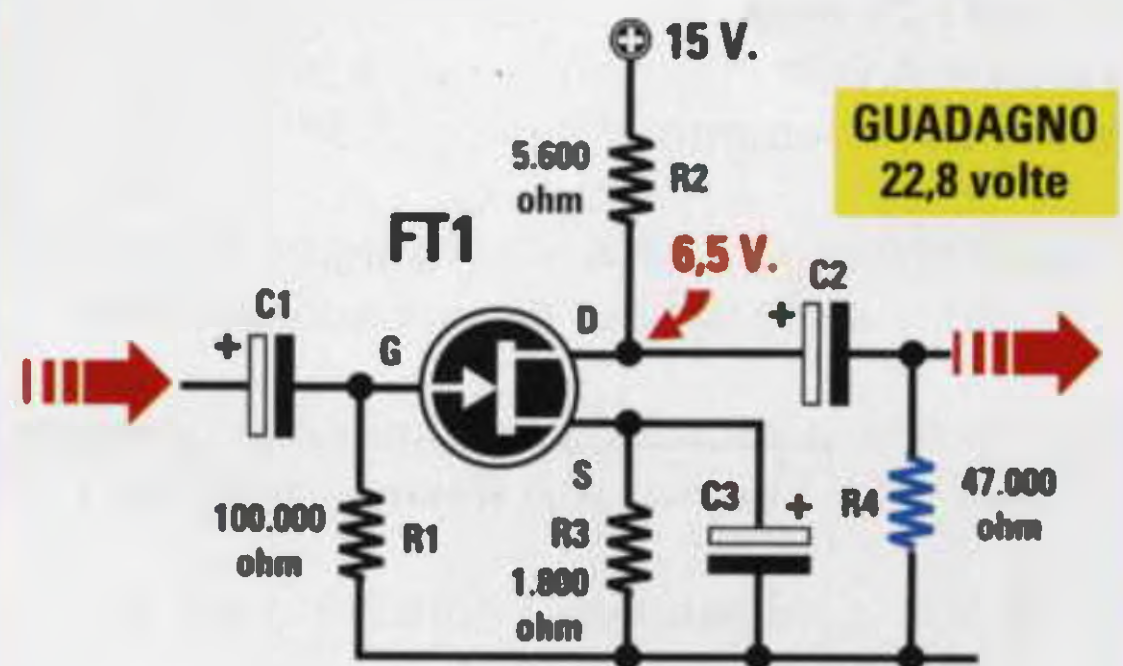 15 V.
GUADAGNO
22,8 volte
5.600
ohm
R2
FT1
6,5 V.
C1
C2
+
+
+
G
D
S
100.000
ohm
R1
R3
1.800
ohm
C3
+
R4
47.000
ohm